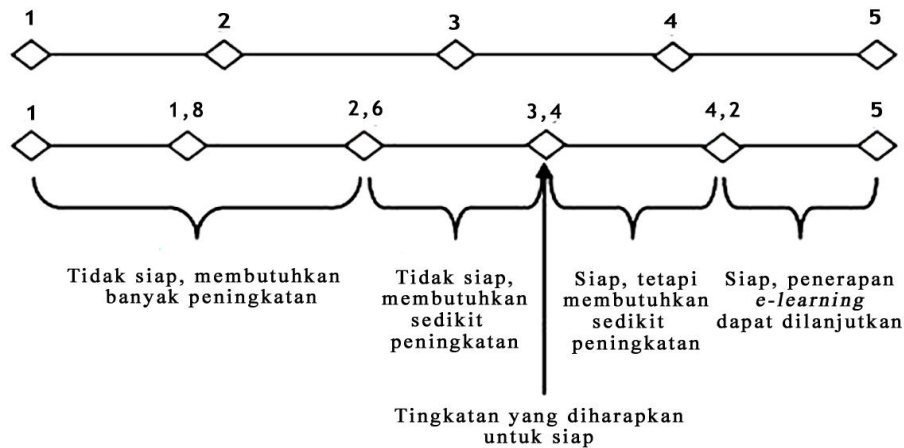 1 2 3 4 5
1 1,8 2,6 3,4 4,2 5
Tidak siap, membutuhkan
banyak peningkatan
Tidak siap,
membutuhkan
sedikit
peningkatan
Siap, tetapi
membutuhkan
sedikit
peningkatan
Siap, penerapan
e-learning
dapat dilanjutkan
Tingkatan yang diharapkan
untuk siap